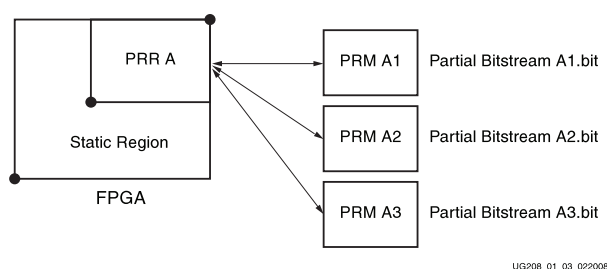 PRR A
Static Region
FPGA
PRM A1
Partial Bitstream A1.bit
PRM A2
Partial Bitstream A2.bit
PRM A3
Partial Bitstream A3.bit
UG208_01_03_022008